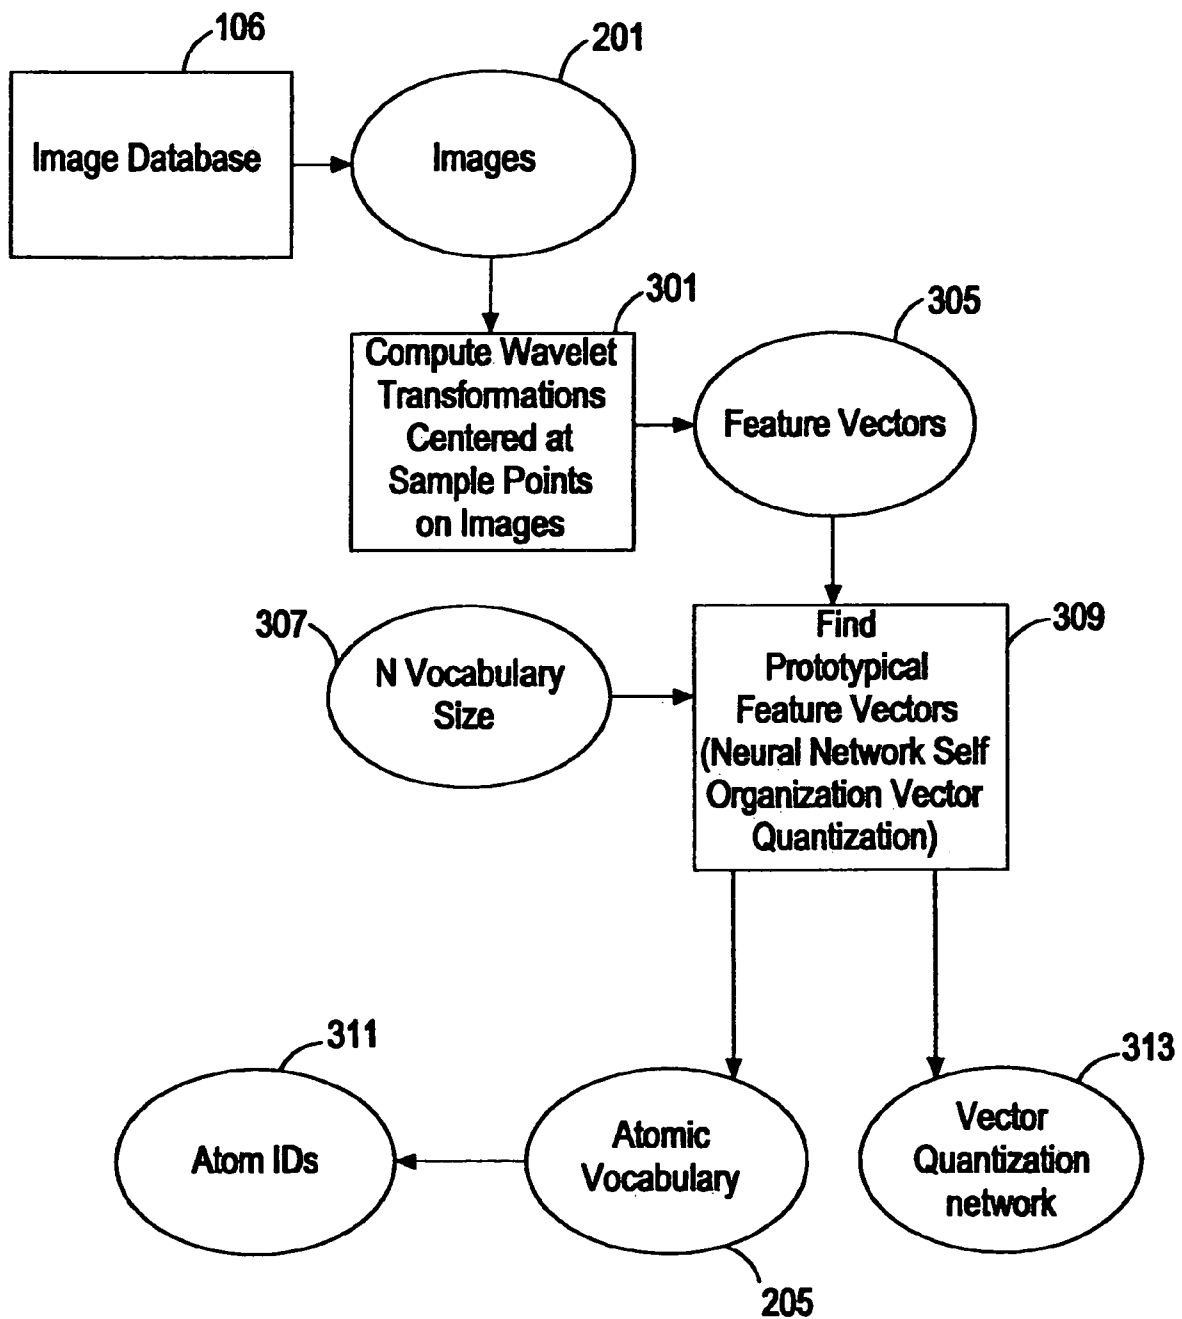 106
201
Image Database
Images
301
305
Compute Wavelet
Transformations
Centered at
Sample Points
on Images
Feature Vectors
307
309
N Vocabulary
Size
Find
Prototypical
Feature Vectors
(Neural Network Self
Organization Vector
Quantization)
311
313
Atom IDs
Atomic
Vocabulary
Vector
Quantization
network
205